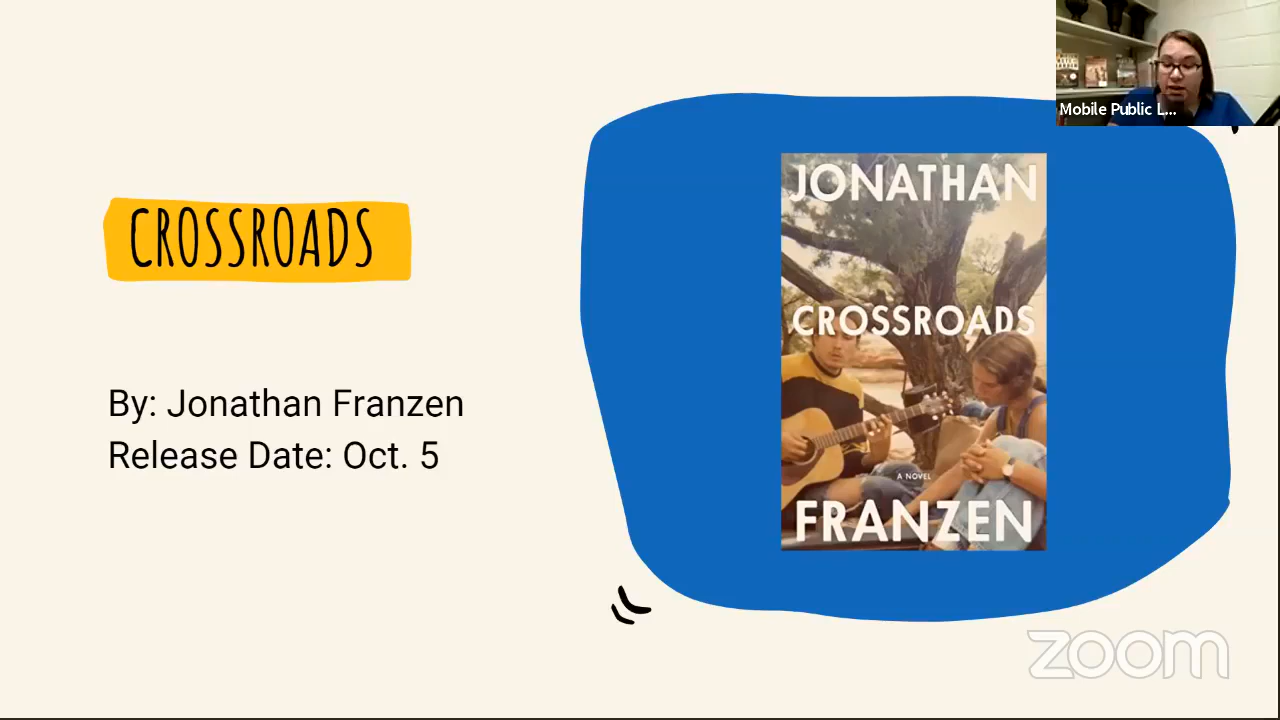 Mobile Public L...
CROSSROADS
By: Jonathan Franzen
Release Date: Oct. 5
JONATHAN
CROSSROADS
A NOVEL
FRANZEN
zoom